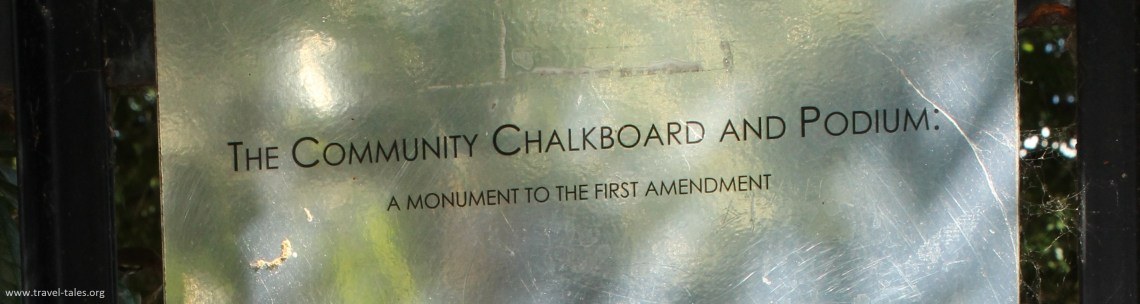 The Community Chalkboard and Podium:
a monument to the first amendment
www.travel-tales.org